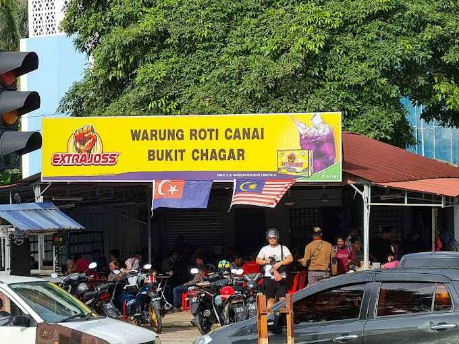 EXTRAJOSS
WARUNG ROTI CANAI
BUKIT CHAGAR